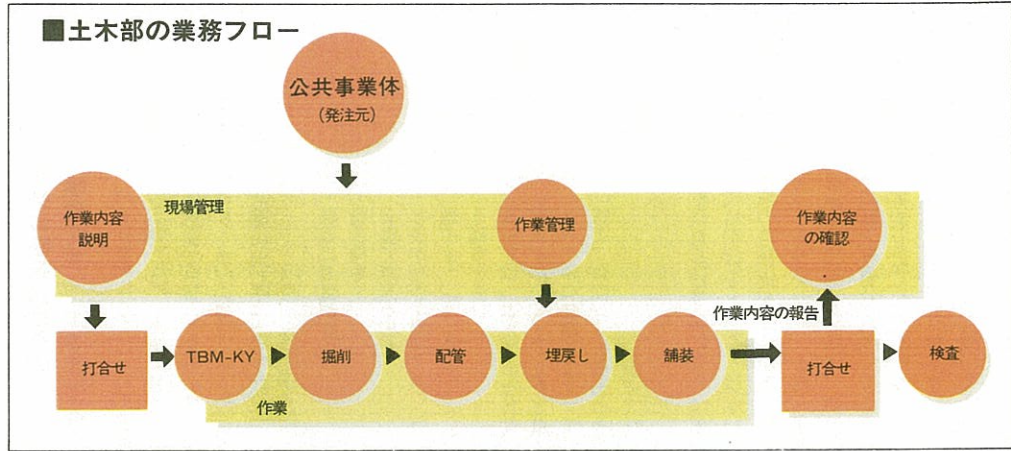 ■土木部の業務フロー
公共事業体
(発注元)
現場管理
作業内容
説明
作業管理
作業内容
の確認
作業内容の報告
打合せ
TBM-KY
掘削
配管
埋戻し
舗装
打合せ
検査
作業